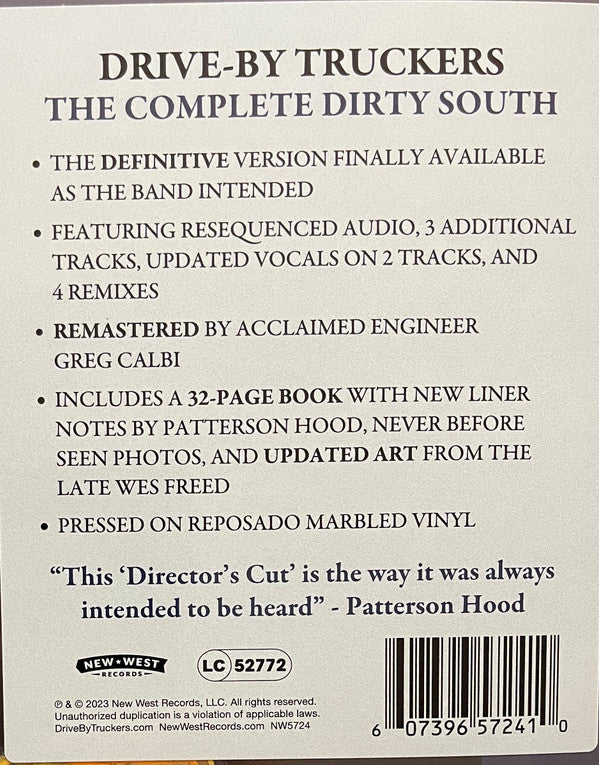 DRIVE-BY TRUCKERS
THE COMPLETE DIRTY SOUTH
• THE DEFINITIVE VERSION FINALLY AVAILABLE
AS THE BAND INTENDED
• FEATURING RESEQUENCED AUDIO, 3 ADDITIONAL
TRACKS, UPDATED VOCALS ON 2 TRACKS, AND
4 REMIXES
• REMASTERED BY ACCLAIMED ENGINEER
GREG CALBI
• INCLUDES A 32-PAGE BOOK WITH NEW LINER
NOTES BY PATTERSON HOOD, NEVER BEFORE
SEEN PHOTOS, AND UPDATED ART FROM THE
LATE WES FREED
• PRESSED ON REPOSADO MARBLED VINYL
“This ‘Director’s Cut’ is the way it was always
intended to be heard” - Patterson Hood
NEW★WEST
RECORDS
LC 52772
℗ & © 2023 New West Records, LLC. All rights reserved.
Unauthorized duplication is a violation of applicable laws.
DriveByTruckers.com NewWestRecords.com NW5724
6 07396 57241 0